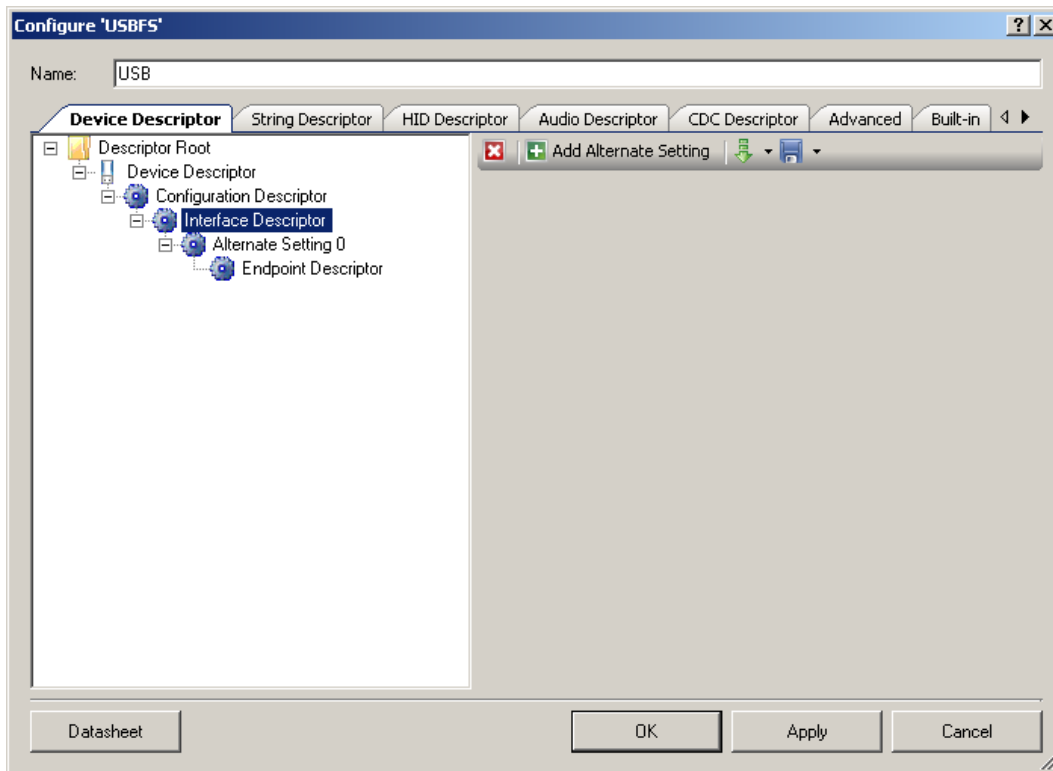 Configure 'USBFS'
Name: USB
Device Descriptor String Descriptor HID Descriptor Audio Descriptor CDC Descriptor Advanced Built-in
Descriptor Root
Add Alternate Setting
Device Descriptor
Configuration Descriptor
Interface Descriptor
Alternate Setting 0
Endpoint Descriptor
Datasheet OK Apply Cancel